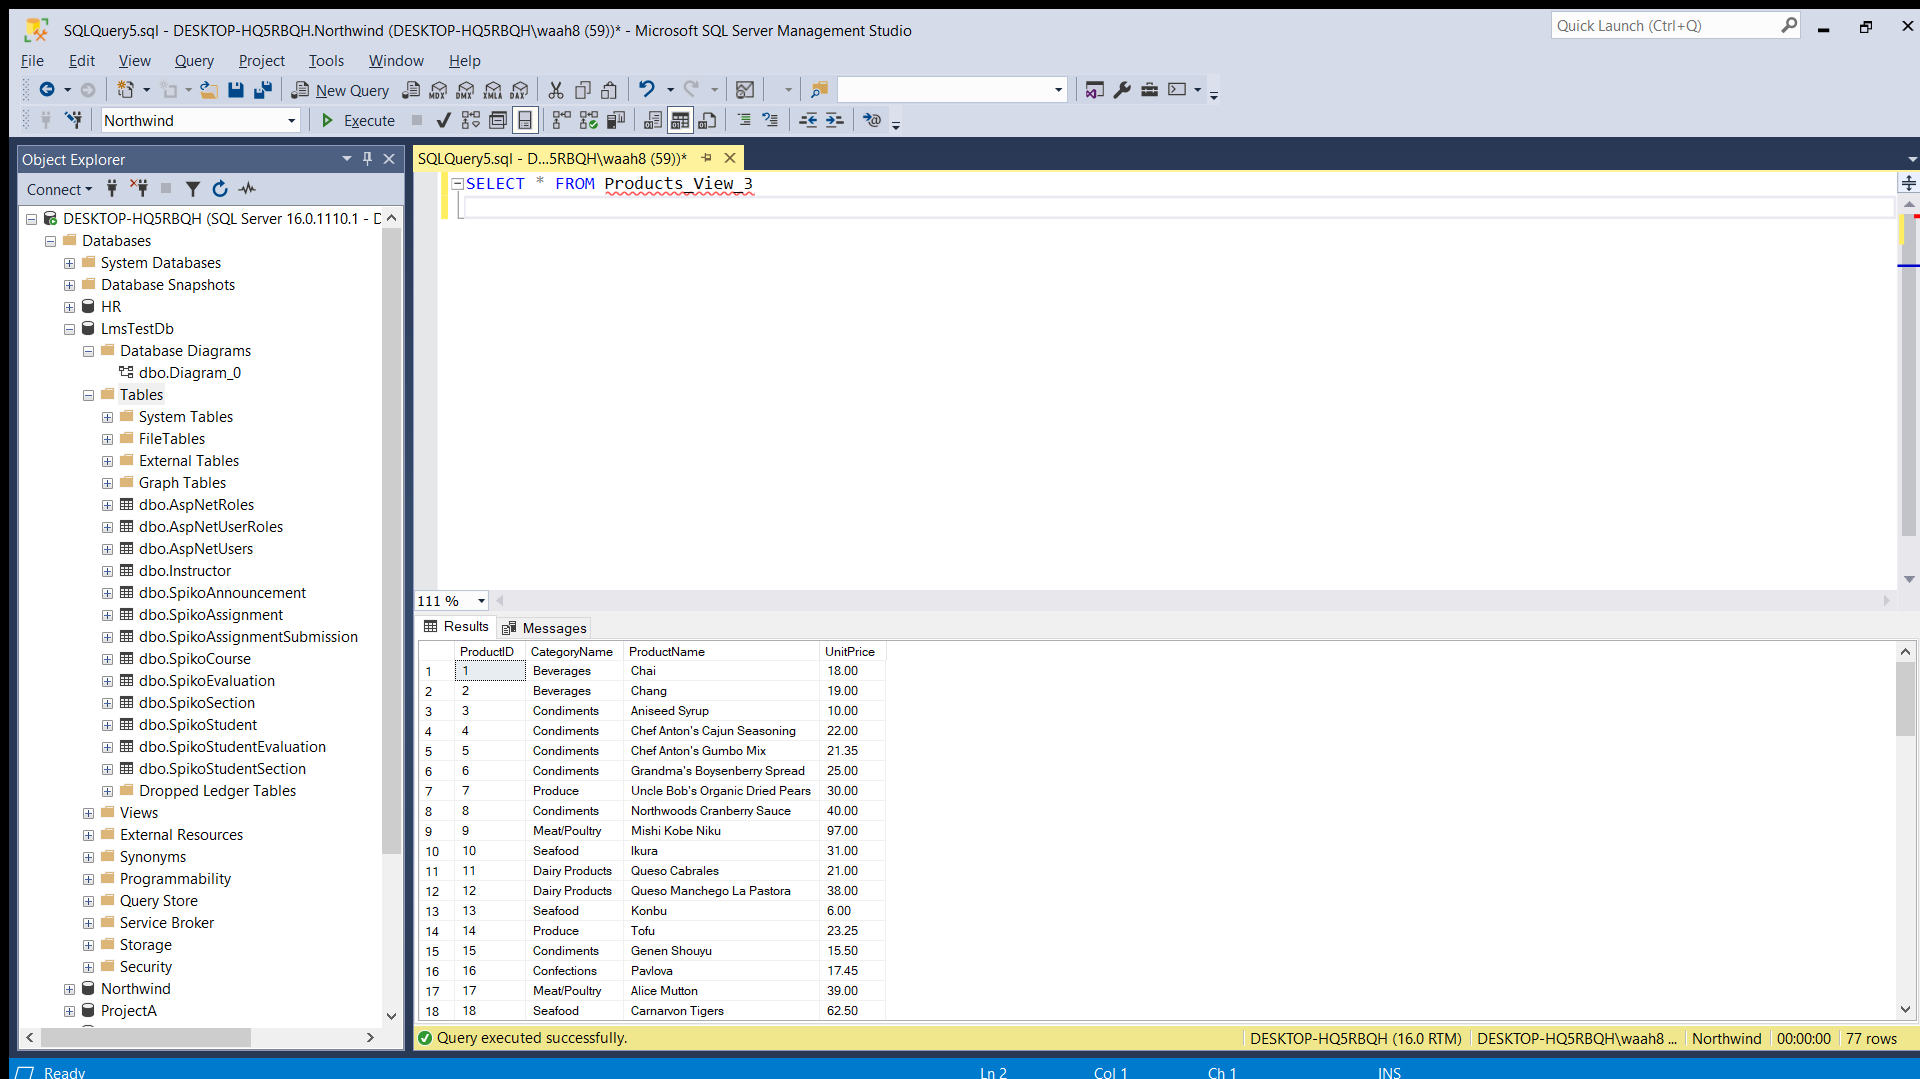 SQLQuery5.sql - DESKTOP-HQ5RBQH.Northwind (DESKTOP-HQ5RBQH\waah8 (59))* - Microsoft SQL Server Management Studio
Quick Launch (Ctrl+Q)
File Edit View Query Project Tools Window Help
New Query MDX DMX XMLA DAX
Northwind Execute
Object Explorer
Connect
DESKTOP-HQ5RBQH (SQL Server 16.0.1110.1 - D
Databases
System Databases
Database Snapshots
HR
LmsTestDb
Database Diagrams
dbo.Diagram_0
Tables
System Tables
FileTables
External Tables
Graph Tables
dbo.AspNetRoles
dbo.AspNetUserRoles
dbo.AspNetUsers
dbo.Instructor
dbo.SpikoAnnouncement
dbo.SpikoAssignment
dbo.SpikoAssignmentSubmission
dbo.SpikoCourse
dbo.SpikoEvaluation
dbo.SpikoSection
dbo.SpikoStudent
dbo.SpikoStudentEvaluation
dbo.SpikoStudentSection
Dropped Ledger Tables
Views
External Resources
Synonyms
Programmability
Query Store
Service Broker
Storage
Security
Northwind
ProjectA
SQLQuery5.sql - D...5RBQH\waah8 (59))*
SELECT * FROM Products_View_3
111 %
Results Messages
ProductID CategoryName ProductName UnitPrice
1 1 Beverages Chai 18.00
2 2 Beverages Chang 19.00
3 3 Condiments Aniseed Syrup 10.00
4 4 Condiments Chef Anton's Cajun Seasoning 22.00
5 5 Condiments Chef Anton's Gumbo Mix 21.35
6 6 Condiments Grandma's Boysenberry Spread 25.00
7 7 Produce Uncle Bob's Organic Dried Pears 30.00
8 8 Condiments Northwoods Cranberry Sauce 40.00
9 9 Meat/Poultry Mishi Kobe Niku 97.00
10 10 Seafood Ikura 31.00
11 11 Dairy Products Queso Cabrales 21.00
12 12 Dairy Products Queso Manchego La Pastora 38.00
13 13 Seafood Konbu 6.00
14 14 Produce Tofu 23.25
15 15 Condiments Genen Shouyu 15.50
16 16 Confections Pavlova 17.45
17 17 Meat/Poultry Alice Mutton 39.00
18 18 Seafood Carnarvon Tigers 62.50
Query executed successfully. DESKTOP-HQ5RBQH (16.0 RTM) DESKTOP-HQ5RBQH\waah8 ... Northwind 00:00:00 77 rows
Ready Ln 2 Col 1 Ch 1 INS